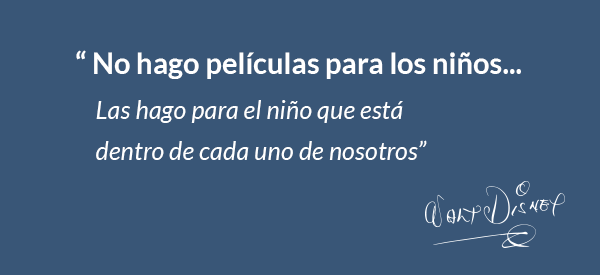 “ No hago películas para los niños...
Las hago para el niño que está
dentro de cada uno de nosotros”
Walt Disney